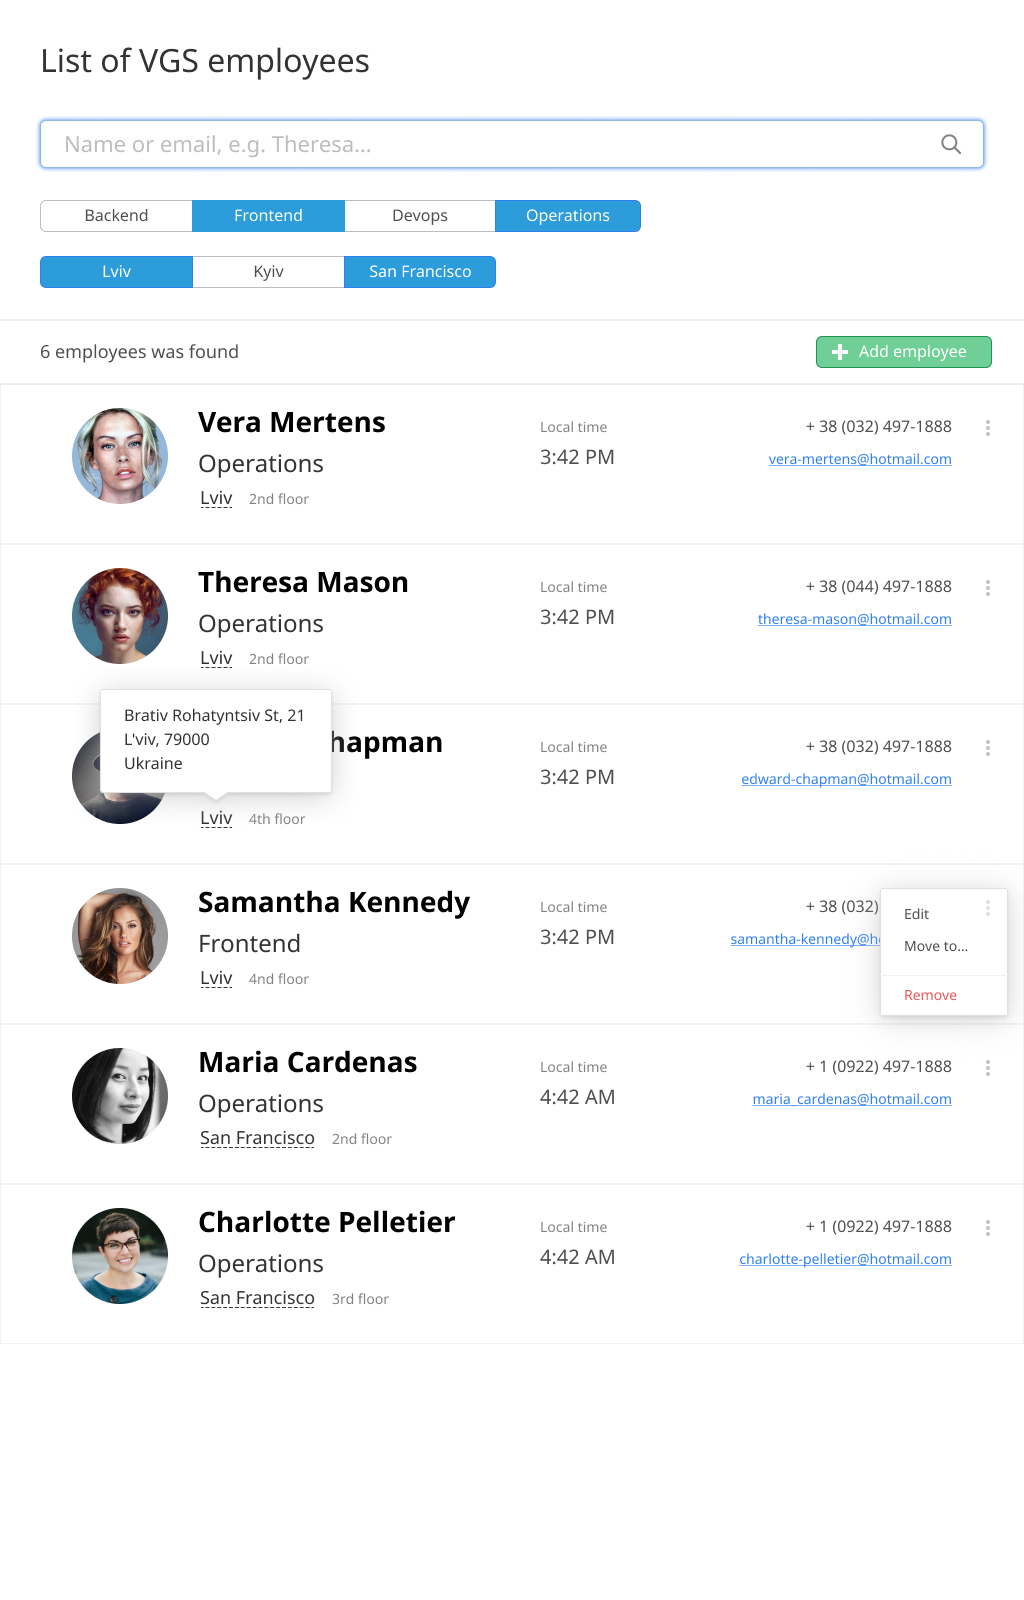 List of VGS employees
Name or email, e.g. Theresa...
Backend Frontend Devops Operations
Lviv Kyiv San Francisco
6 employees was found
Add employee
Vera Mertens
Operations
Lviv 2nd floor
Local time
3:42 PM
+ 38 (032) 497-1888
vera-mertens@hotmail.com
Theresa Mason
Operations
Lviv 2nd floor
Local time
3:42 PM
+ 38 (044) 497-1888
theresa-mason@hotmail.com
Brativ Rohatyntsiv St, 21
L'viv, 79000
Ukraine
hapman
Lviv 4th floor
Local time
3:42 PM
+ 38 (032) 497-1888
edward-chapman@hotmail.com
Samantha Kennedy
Frontend
Lviv 4nd floor
Local time
3:42 PM
+ 38 (032)
samantha-kennedy@h
Edit
Move to...
Remove
Maria Cardenas
Operations
San Francisco 2nd floor
Local time
4:42 AM
+ 1 (0922) 497-1888
maria_cardenas@hotmail.com
Charlotte Pelletier
Operations
San Francisco 3rd floor
Local time
4:42 AM
+ 1 (0922) 497-1888
charlotte-pelletier@hotmail.com